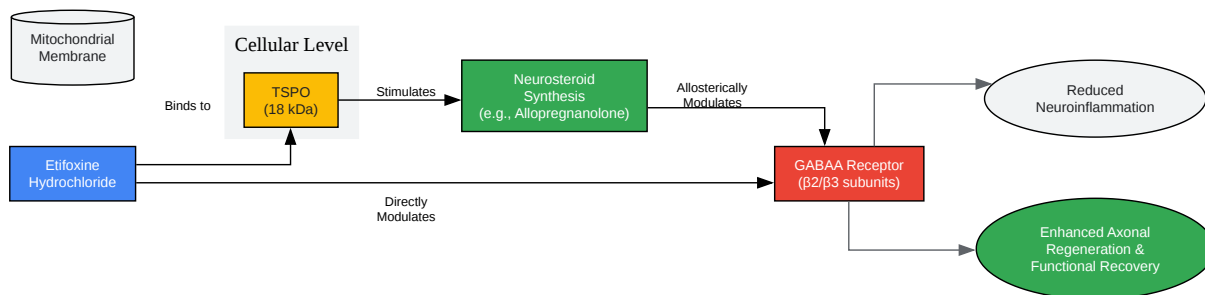 Mitochondrial
Membrane
Cellular Level
TSPO
(18 kDa)
Binds to
Stimulates
Neurosteroid
Synthesis
(e.g., Allopregnanolone)
Allosterically
Modulates
Reduced
Neuroinflammation
Etifoxine
Hydrochloride
Directly
Modulates
GABAA Receptor
(β2/β3 subunits)
Enhanced Axonal
Regeneration &
Functional Recovery